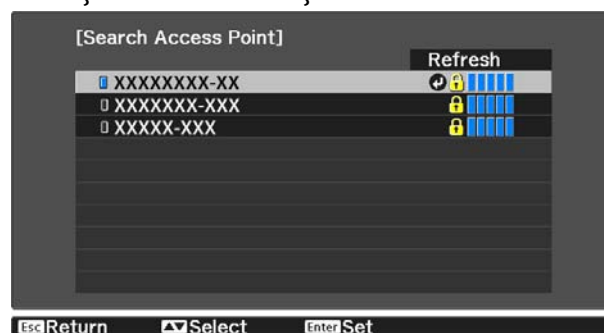 [Search Access Point]
Refresh
XXXXXXXX-XX
XXXXXXX-XXX
XXXXX-XXX
Esc Return Select Enter Set